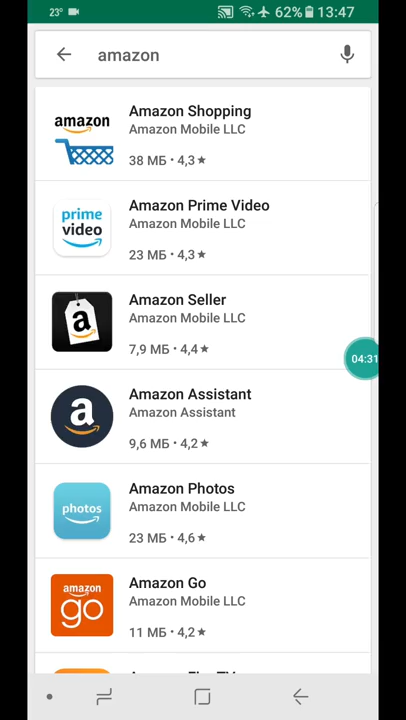 23° 62% 13:47
amazon
amazon
Amazon Shopping
Amazon Mobile LLC
38 МБ • 4,3★
prime
video
Amazon Prime Video
Amazon Mobile LLC
23 МБ • 4,3★
a
Amazon Seller
Amazon Mobile LLC
7,9 МБ • 4,4★
04:31
a
Amazon Assistant
Amazon Assistant
9,6 МБ • 4,2★
photos
Amazon Photos
Amazon Mobile LLC
23 МБ • 4,6★
amazon
go
Amazon Go
Amazon Mobile LLC
11 МБ • 4,2★